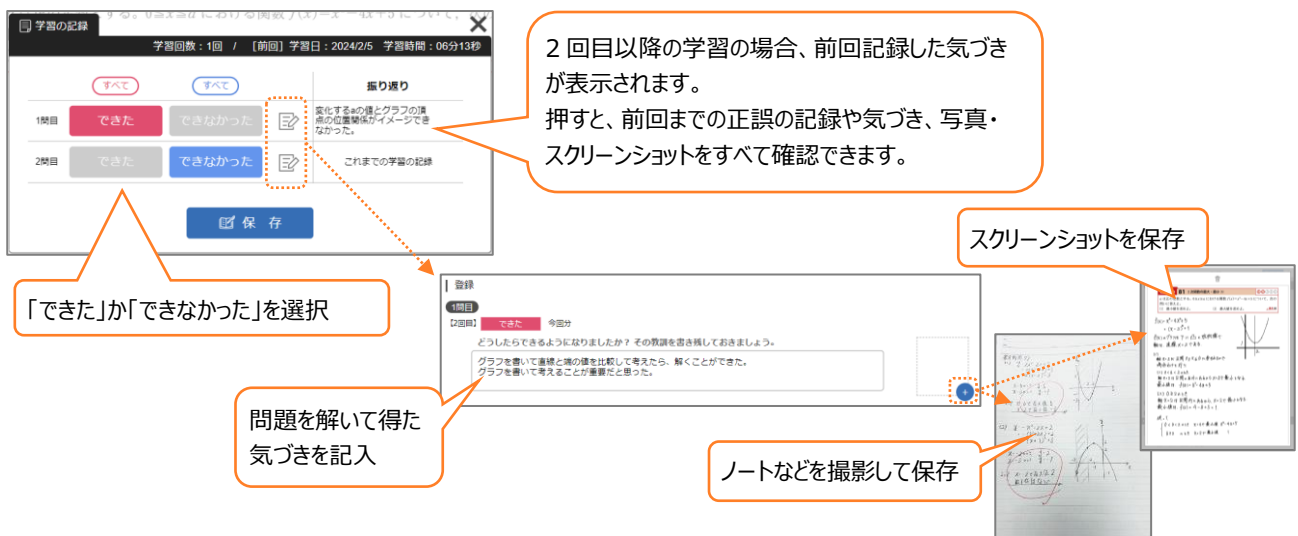 学習の記録
学習回数：1回 / ［前回］学習日：2024/2/5 学習時間：06分13秒
すべて すべて 振り返り
1問目 できた できなかった 変化するaの値とグラフの頂
点の位置関係がイメージでき
なかった。
2問目 できた できなかった これまでの学習の記録
保 存
2 回目以降の学習の場合、前回記録した気づき
が表示されます。
押すと、前回までの正誤の記録や気づき、写真・
スクリーンショットをすべて確認できます。
「できた」か「できなかった」を選択
スクリーンショットを保存
登録
1問目
【2回目】 できた 今回分
どうしたらできるようになりましたか？ その教訓を書き残しておきましょう。
グラフを書いて直線と端の値を比較して考えたら、解くことができた。
グラフを書いて考えることが重要だと思った。
問題を解いて得た
気づきを記入
ノートなどを撮影して保存